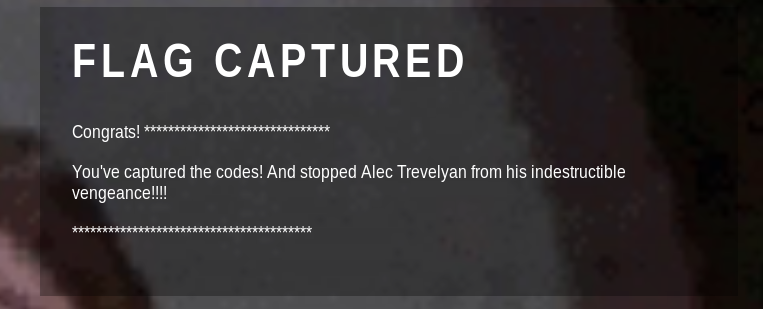 FLAG CAPTURED
Congrats! *******************************
You've captured the codes! And stopped Alec Trevelyan from his indestructible
vengeance!!!!
****************************************